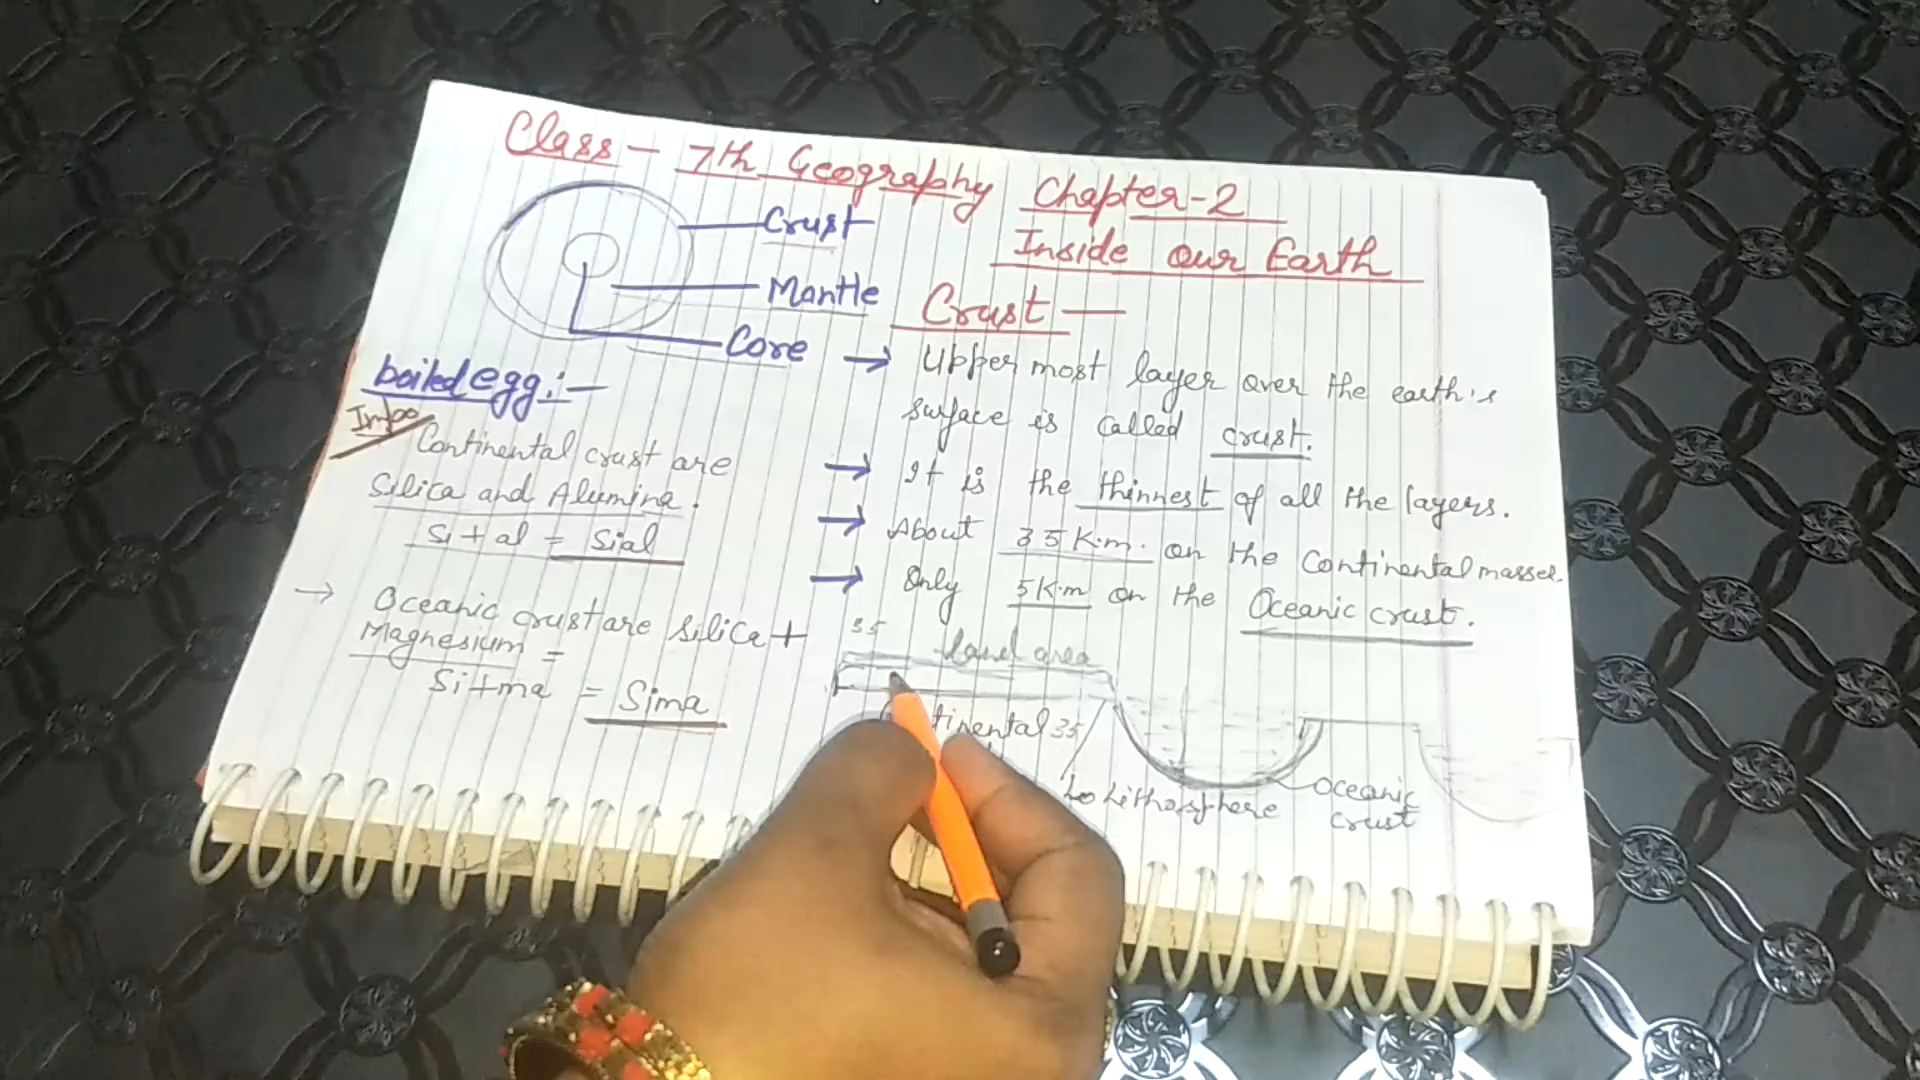 Class - 7th Geography Chapter-2
Inside our Earth
Crust
Mantle
Core
boiled egg :-
Impo
Continental crust are
Silica and Alumina.
Si + al = Sial
→ Oceanic crust are silica +
Magnesium =
Si + ma = Sima
Crust —
→ Upper most layer over the earth's
surface is called crust.
→ It is the thinnest of all the layers.
→ About 35 K.m. on the Continental masses.
→ Only 5 K.m on the Oceanic crust.
35
land area
tinental 35
Lithosphere
Oceanic
crust